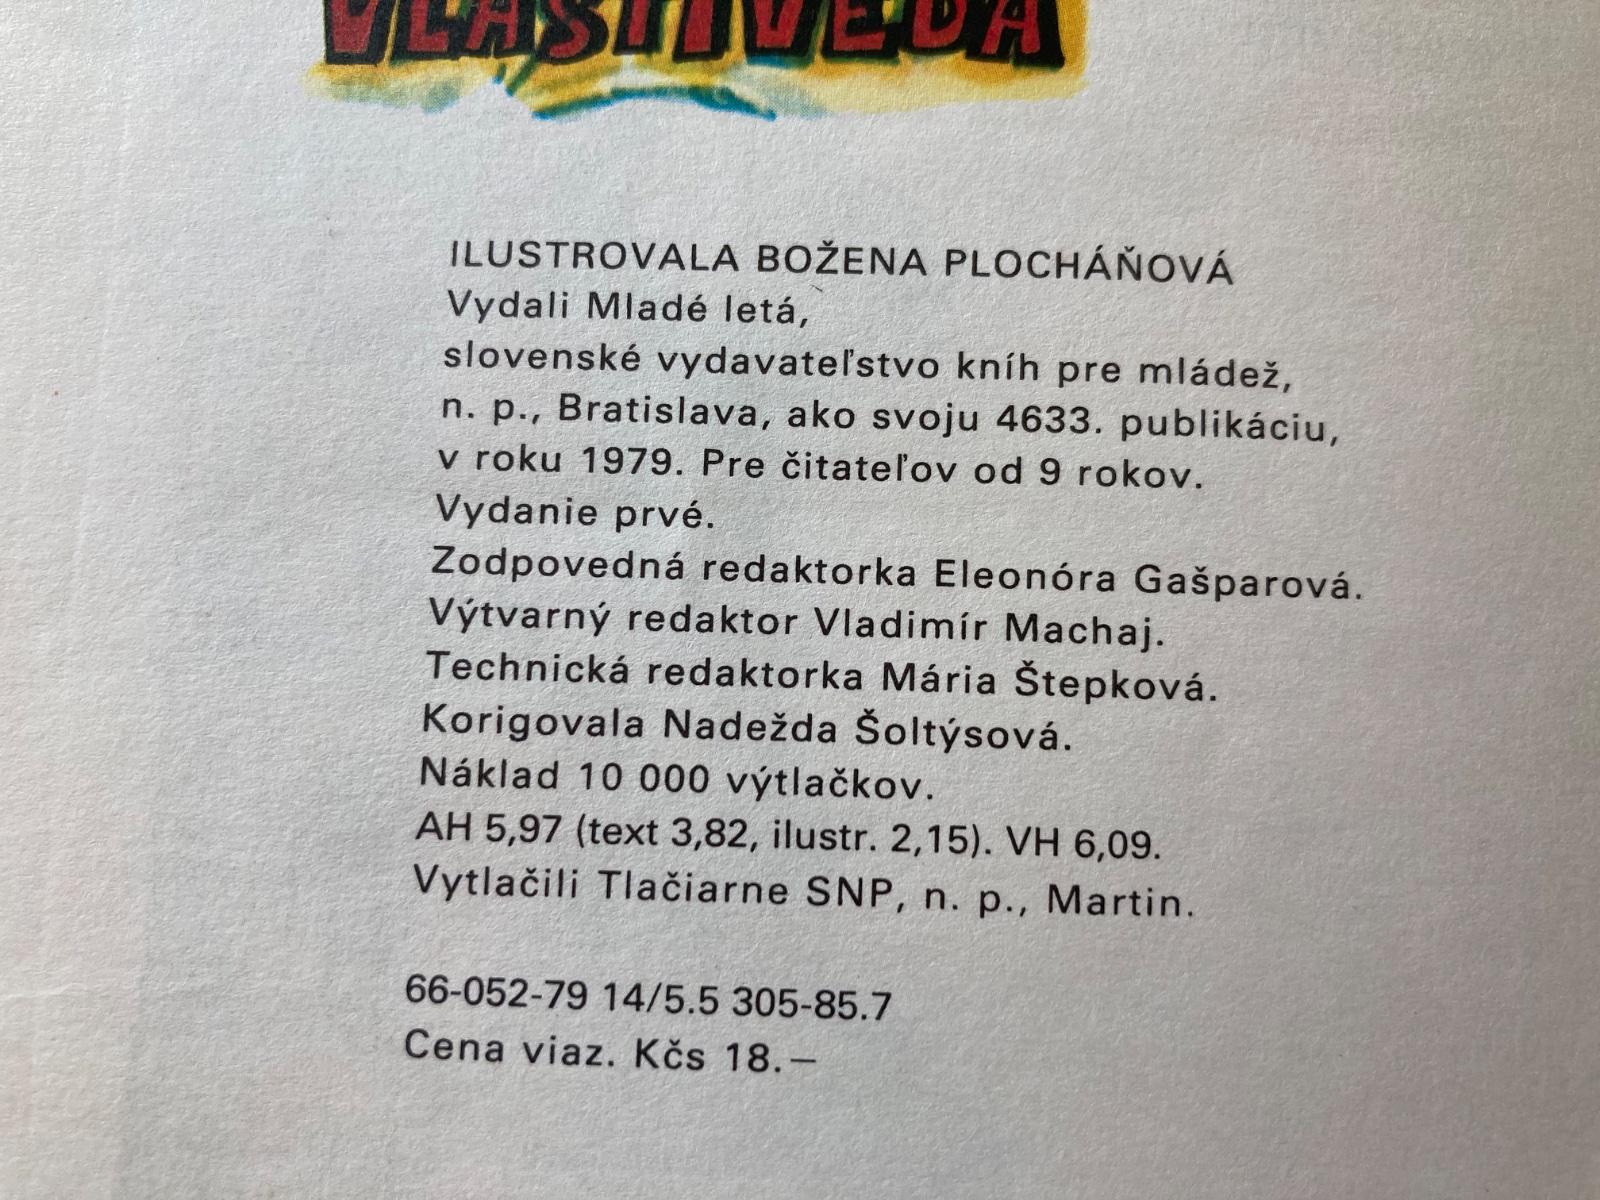 VLASTIVEDA
ILUSTROVALA BOŽENA PLOCHÁŇOVÁ
Vydali Mladé letá,
slovenské vydavateľstvo kníh pre mládež,
n. p., Bratislava, ako svoju 4633. publikáciu,
v roku 1979. Pre čitateľov od 9 rokov.
Vydanie prvé.
Zodpovedná redaktorka Eleonóra Gašparová.
Výtvarný redaktor Vladimír Machaj.
Technická redaktorka Mária Štepková.
Korigovala Nadežda Šoltýsová.
Náklad 10 000 výtlačkov.
AH 5,97 (text 3,82, ilustr. 2,15). VH 6,09.
Vytlačili Tlačiarne SNP, n. p., Martin.
66-052-79 14/5.5 305-85.7
Cena viaz. Kčs 18.—